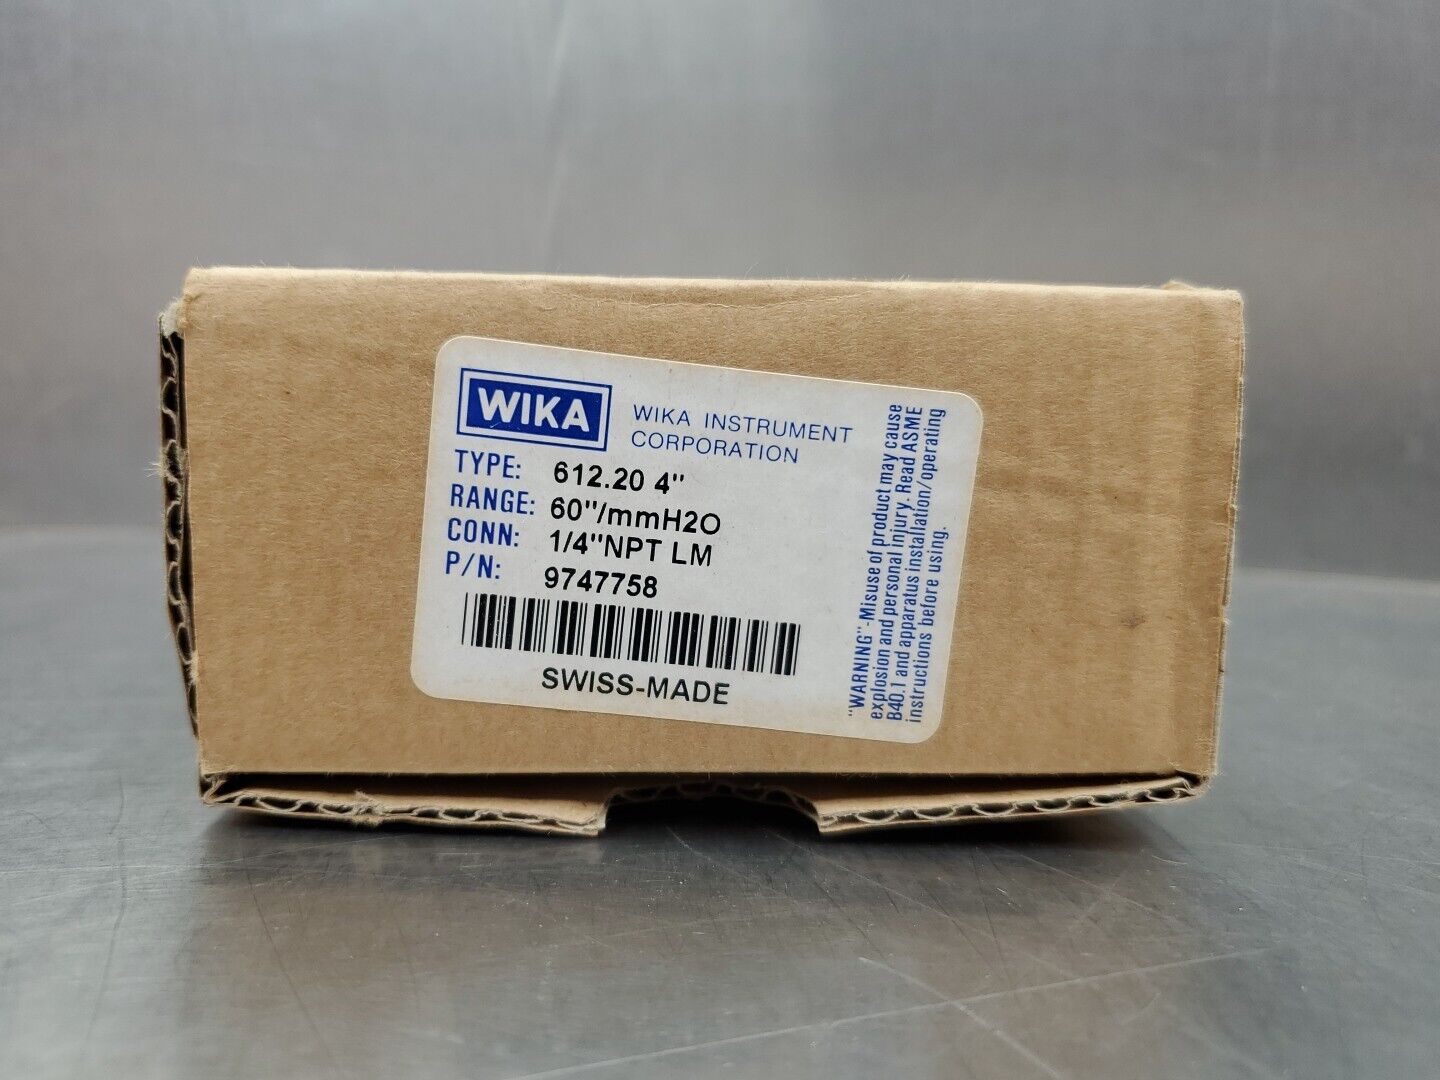 WIKA
WIKA INSTRUMENT
CORPORATION
TYPE: 612.20 4"
RANGE: 60"/mmH2O
CONN: 1/4"NPT LM
P/N: 9747758
SWISS-MADE
"WARNING"-Misuse of product may cause
explosion and personal injury. Read ASME
B40.1 and apparatus installation/operating
instructions before using.